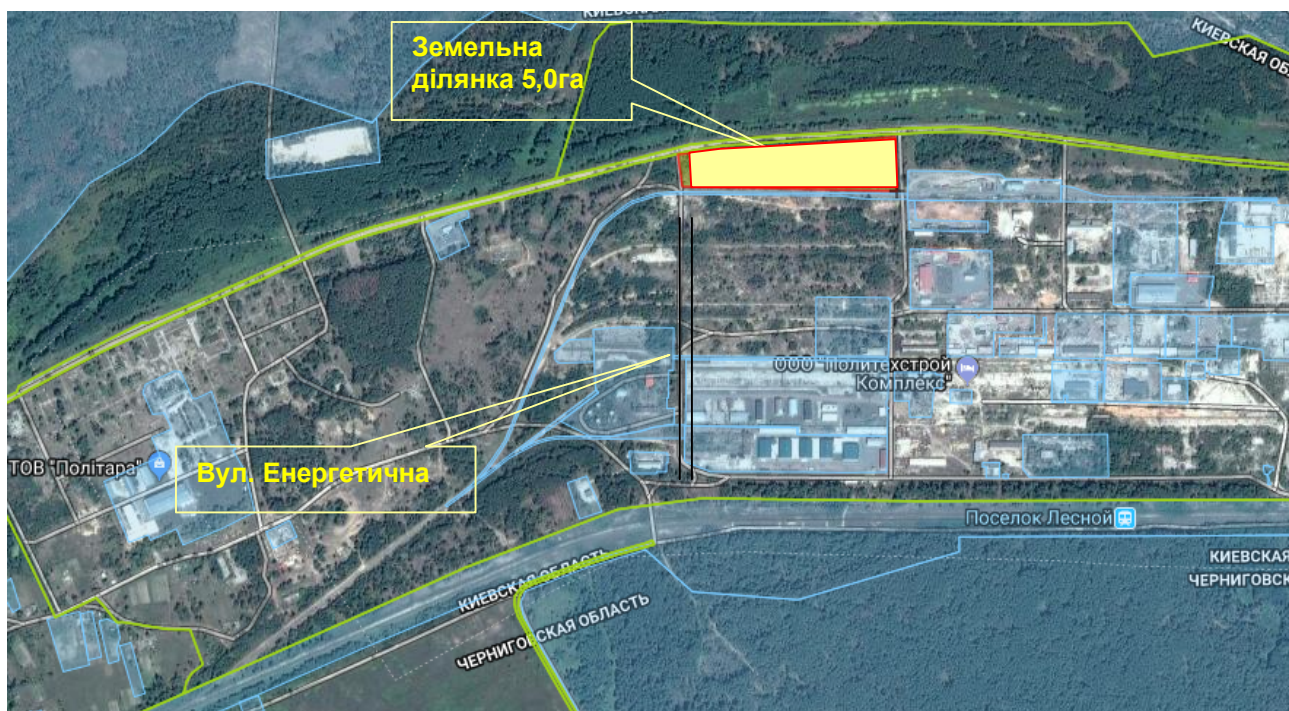 КИЕВСКАЯ
КИЕВСКАЯ ОБЛ
Земельна
ділянка 5,0га
ООО "Политехстрой
Комплекс"
ТОВ "Політара"
Вул. Енергетична
Поселок Лесной
КИЕВСКАЯ ОБЛАСТЬ
ЧЕРНИГОВСКАЯ ОБЛАСТЬ
КИЕВСКАЯ
ЧЕРНИГОВСК